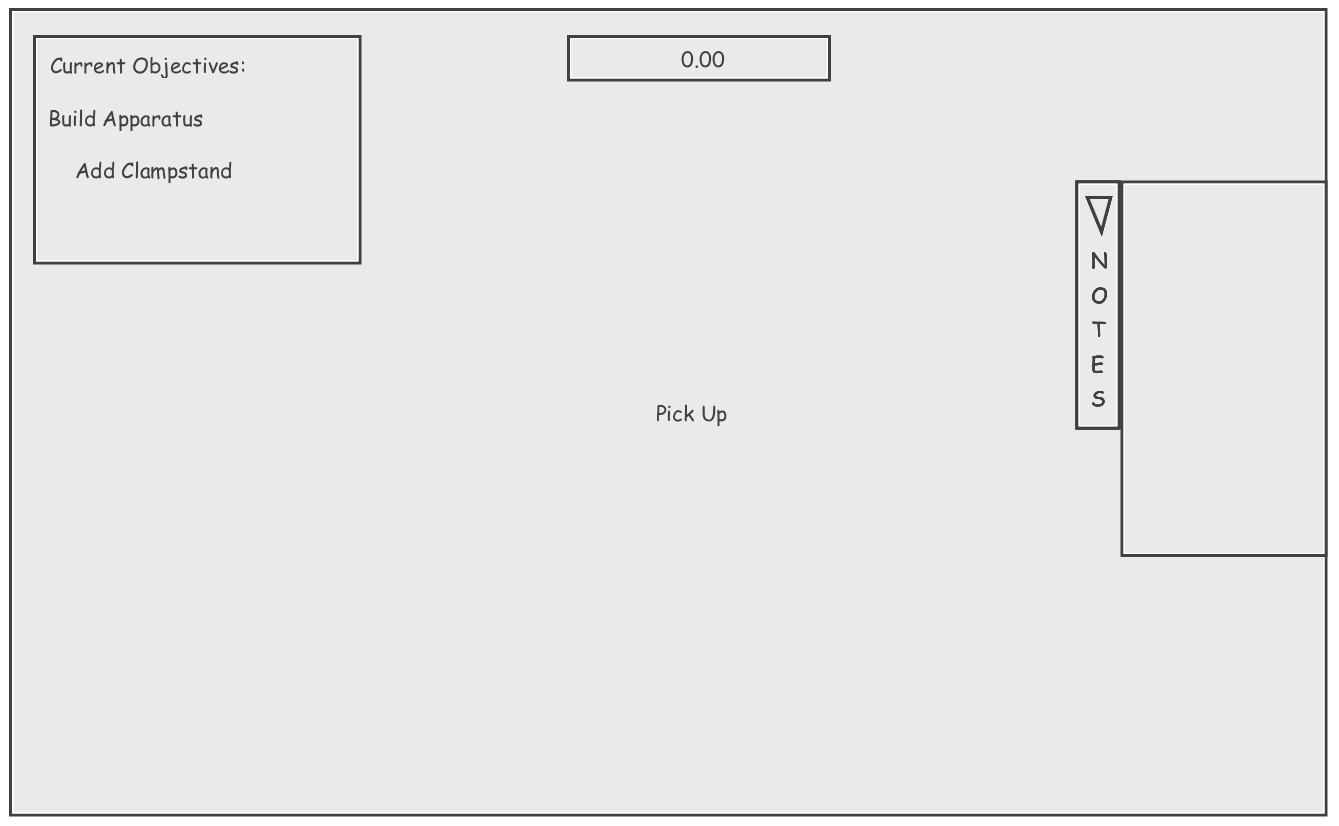 Current Objectives:
0.00
Build Apparatus
Add Clampstand
N
O
T
E
S
Pick Up